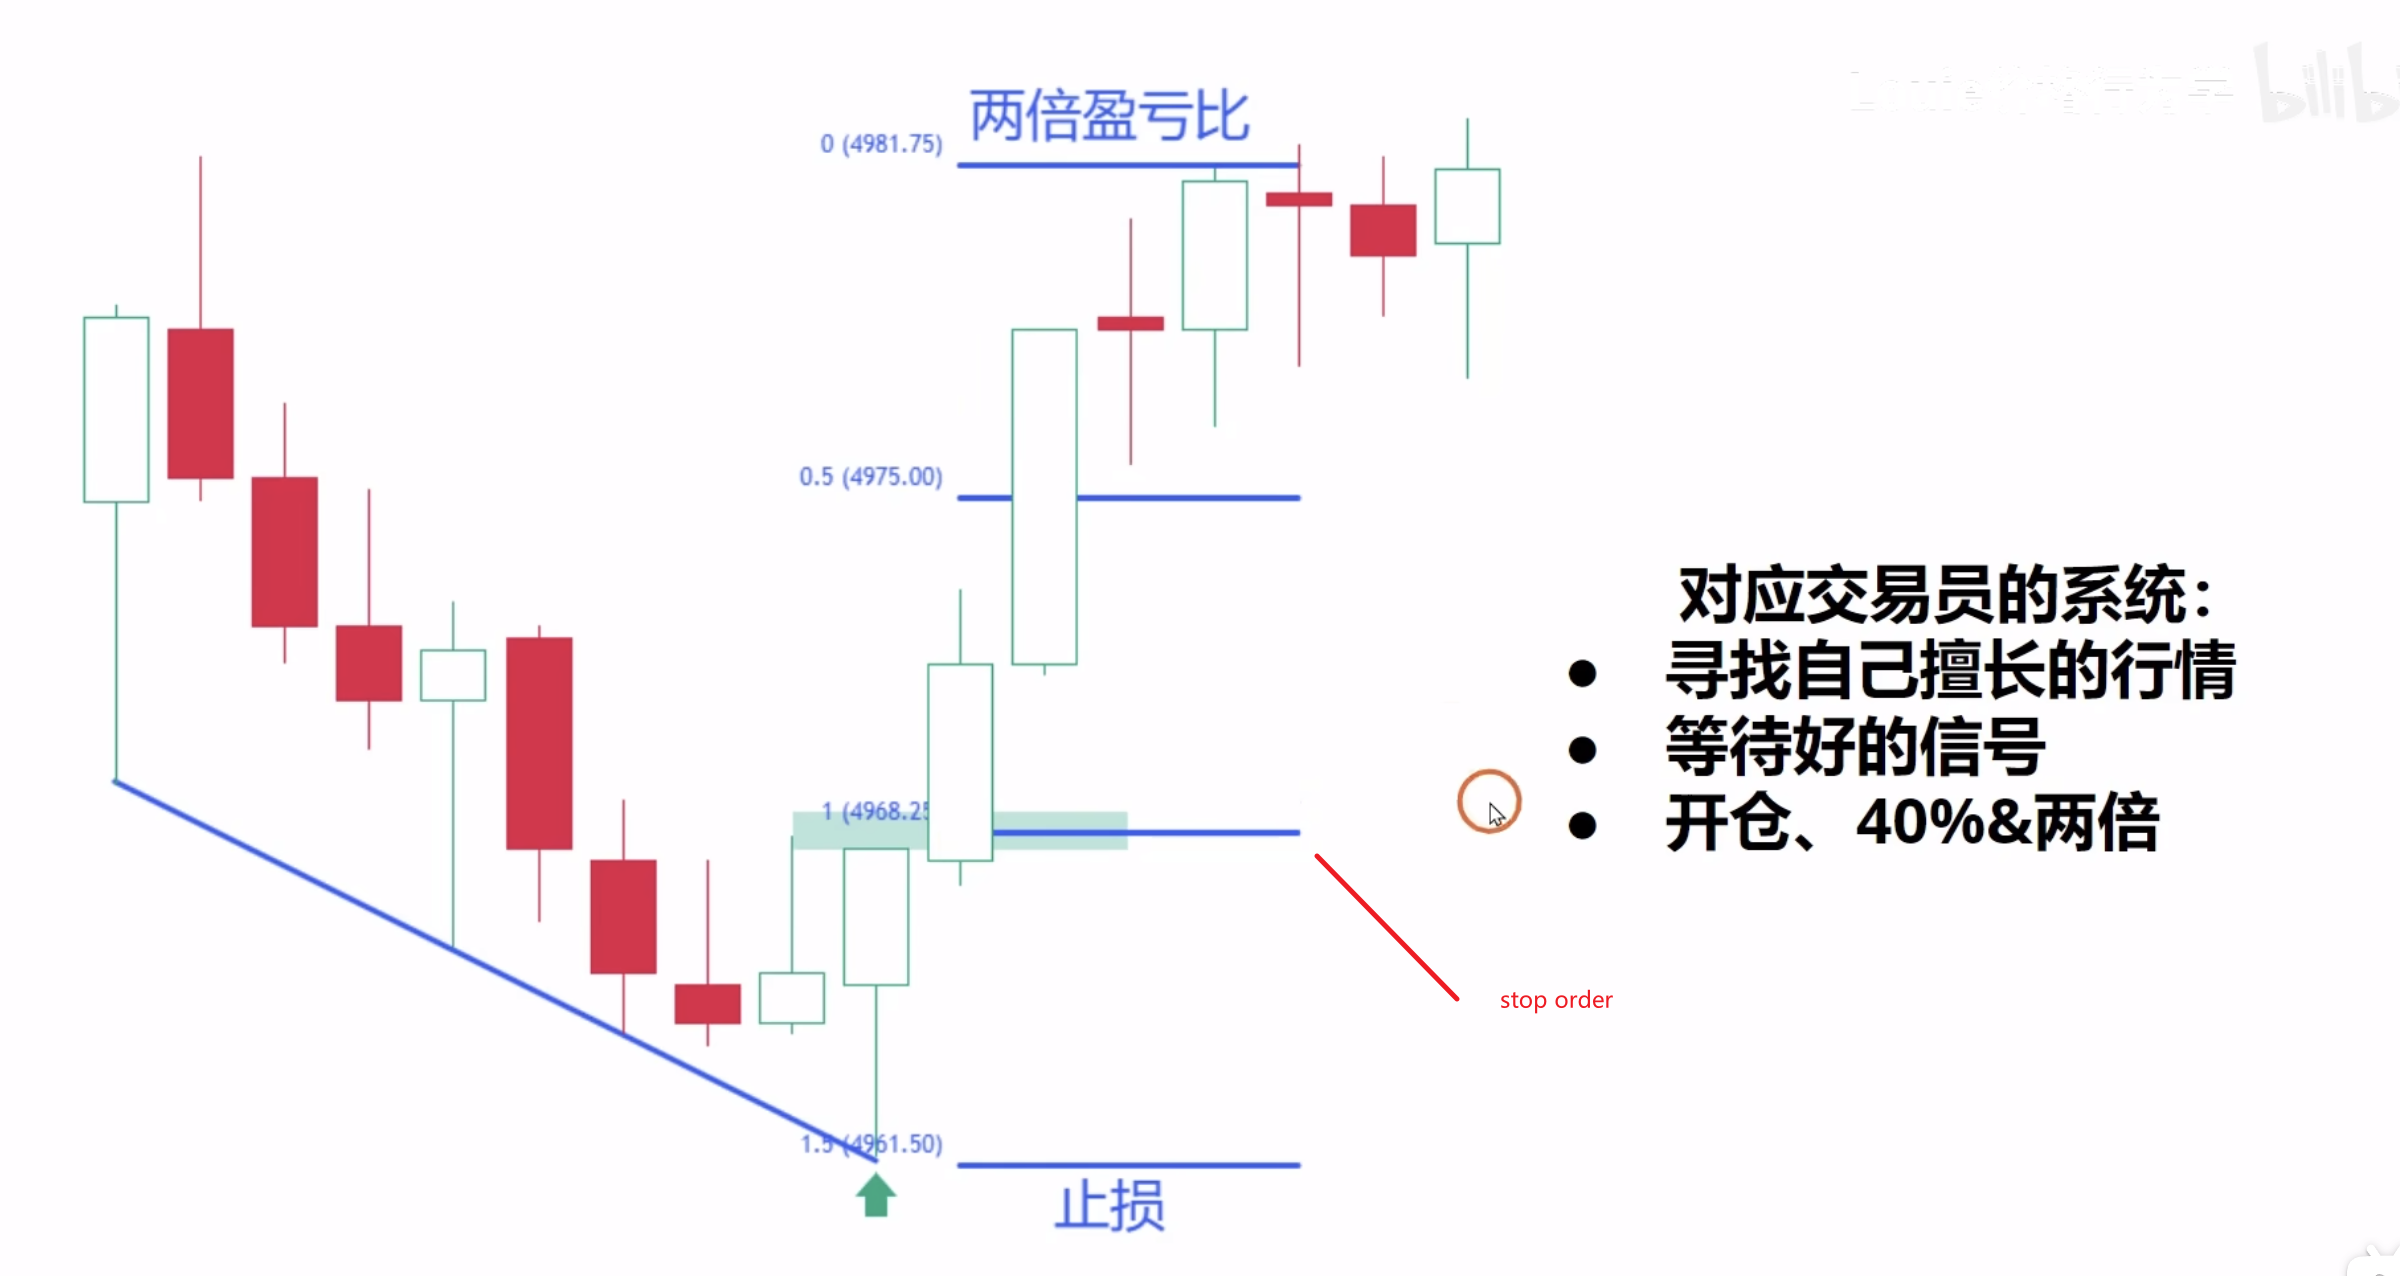 两倍盈亏比
0 (4981.75)
0.5 (4975.00)
对应交易员的系统：
● 寻找自己擅长的行情
● 等待好的信号
● 开仓、40%&两倍
1 (4968.25
stop order
1.5 (4961.50)
止损